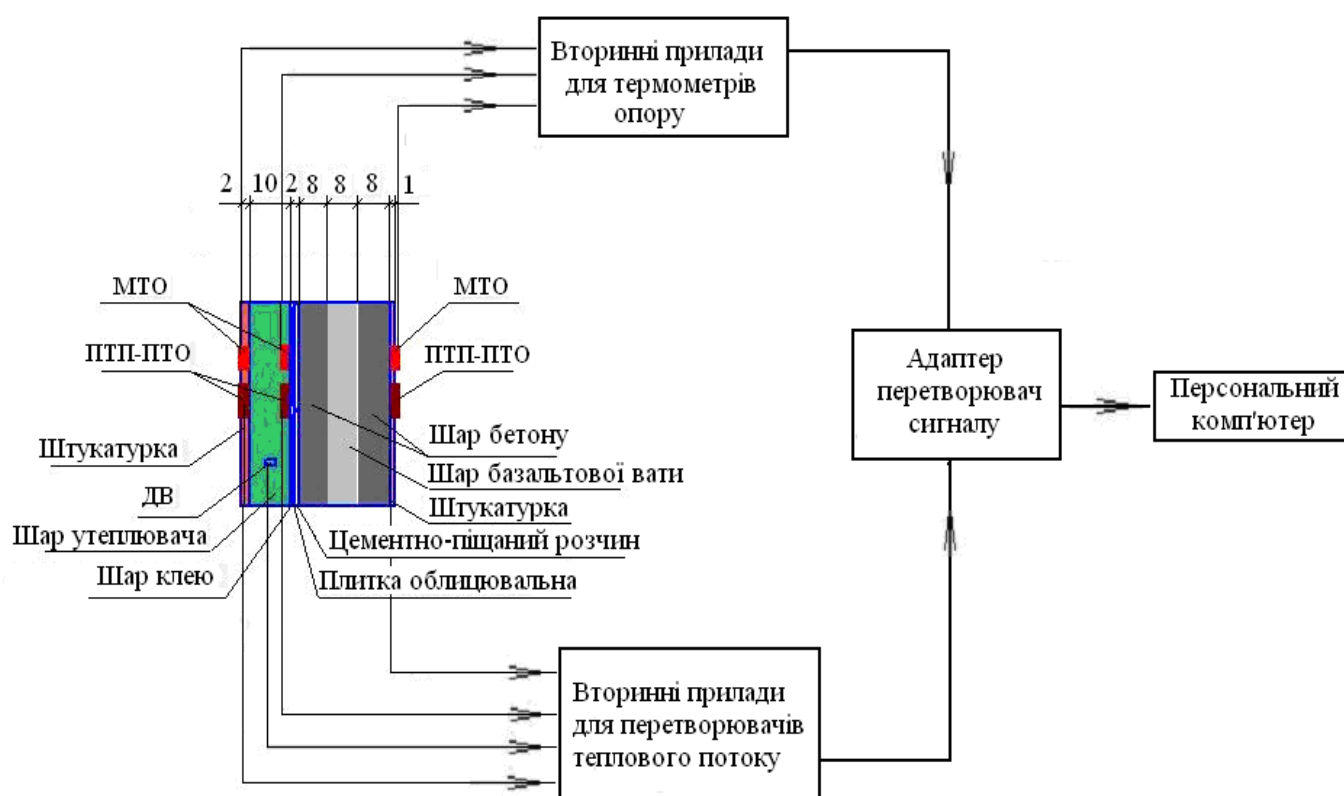 Вторинні прилади
для термометрів
опору
2 10 2 8 8 8 1
МТО
МТО
ПТП-ПТО
ПТП-ПТО
Адаптер
перетворювач
сигналу
Персональний
комп'ютер
Штукатурка
Шар бетону
Шар базальтової вати
ДВ
Штукатурка
Шар утеплювача
Цементно-піщаний розчин
Шар клею
Плитка облицювальна
Вторинні прилади
для перетворювачів
теплового потоку